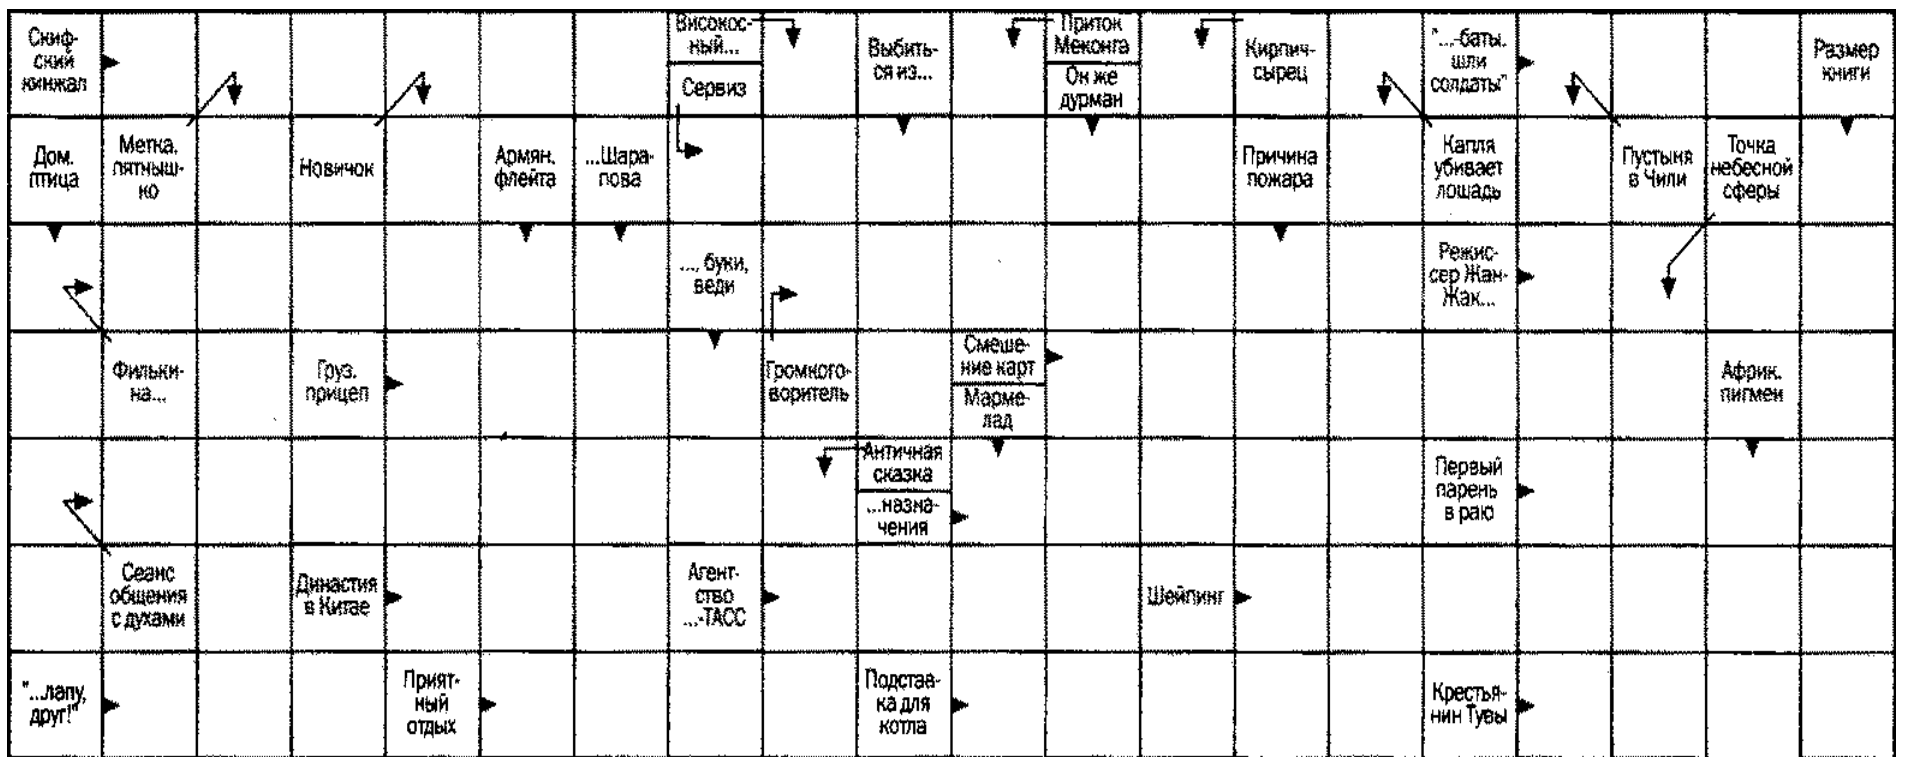 Скиф-
ский
кинжал
Високос-
ный...
Сервиз
Выбить-
ся из...
Приток
Меконга
Он же
дурман
Кирпич-
сырец
"...-баты,
шли
солдаты"
Размер
книги
Дом.
птица
Метка,
пятныш-
ко
Новичок
Армян.
флейта
...Шара-
пова
Причина
пожара
Капля
убивает
лошадь
Пустыня
в Чили
Точка
небесной
сферы
..., буки,
веди
Режис-
сер Жан-
Жак...
Фильки-
на...
Груз.
прицеп
Громкого-
воритель
Смеше-
ние карт
Марме-
лад
Африк.
пигмеи
Античная
сказка
...назна-
чения
Первый
парень
в раю
Сеанс
общения
с духами
Династия
в Китае
Агент-
ство
...-ТАСС
Шейпинг
"...лапу,
друг!"
Прият-
ный
отдых
Подстав-
ка для
котла
Крестья-
нин Тувы